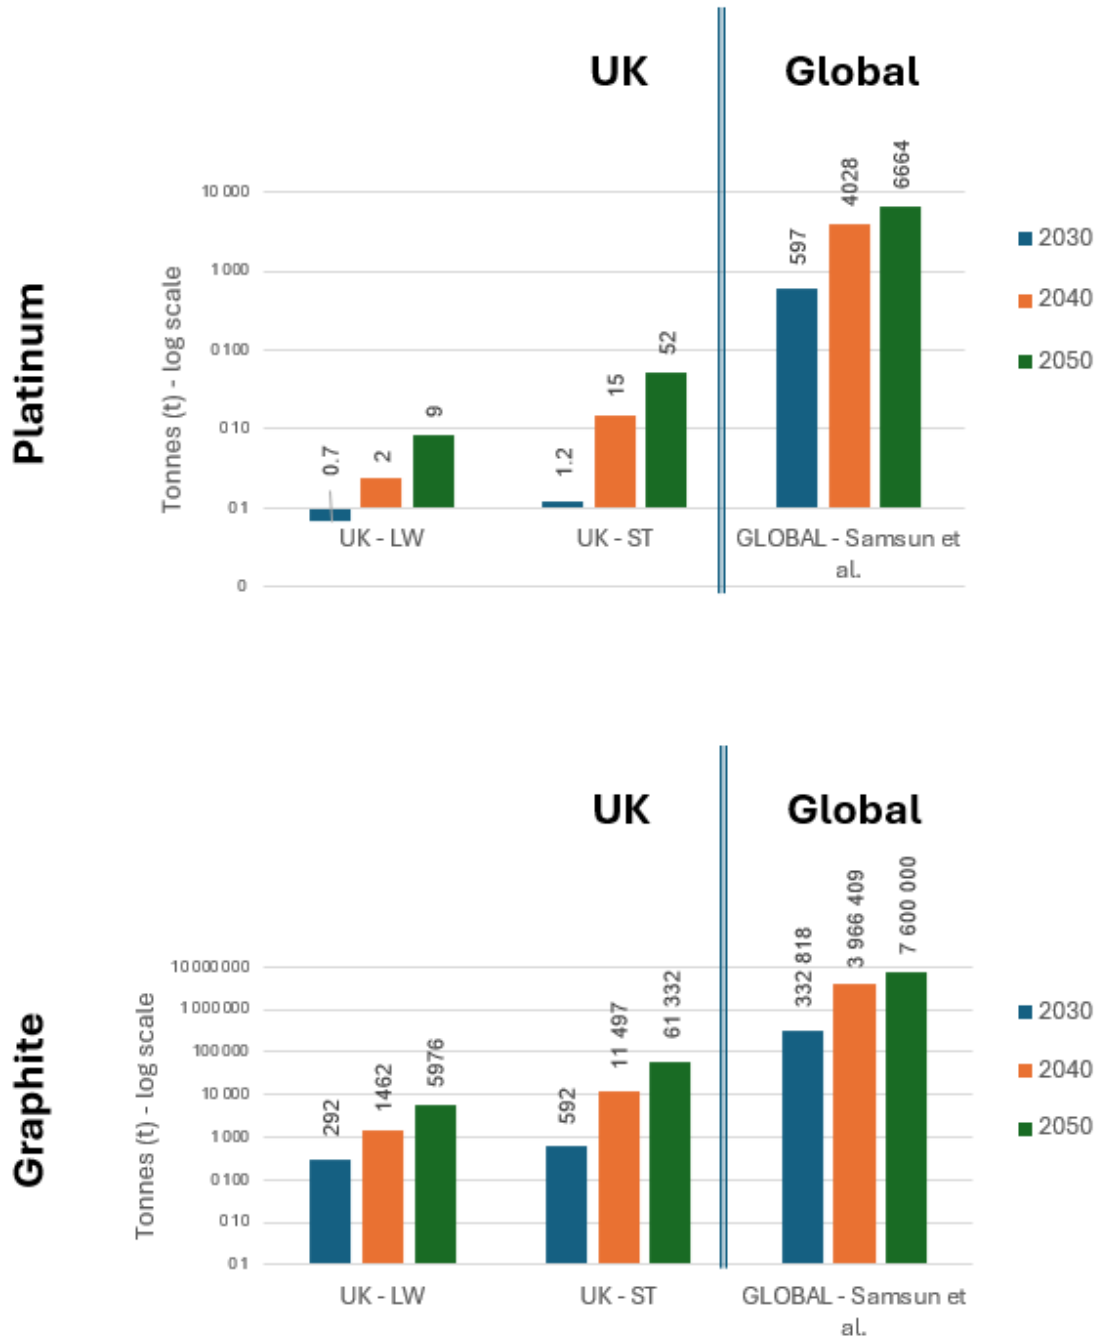 UK
Global
Platinum
Tonnes (t) - log scale
10 000
1 000
0 100
0 10
0 1
0
0.7
2
9
1.2
15
52
597
4028
6664
UK - LW
UK - ST
GLOBAL - Samsun et
al.
2030
2040
2050
UK
Global
Graphite
Tonnes (t) - log scale
10 000 000
1 000 000
100 000
10 000
1 000
0 100
0 10
0 1
292
1462
5976
592
11 497
61 332
332 818
3 966 409
7 600 000
UK - LW
UK - ST
GLOBAL - Samsun et
al.
2030
2040
2050